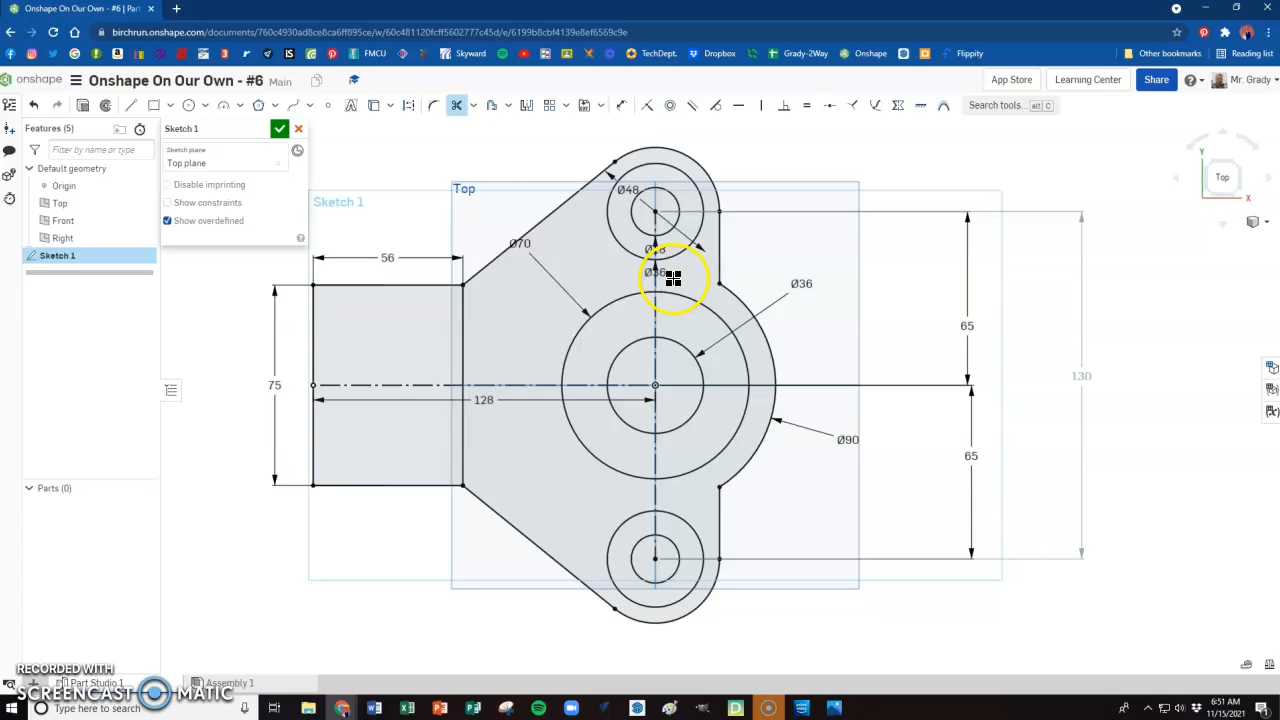 Onshape On Our Own - #6 | Part S
birchrun.onshape.com/documents/760c4930ad8ce8ca6ff895ce/w/60c481120fcff5602777c45d/e/6199b8cbf4139e8ef6569c9e
FMCU
Skyward
TechDept.
Dropbox
Grady-2Way
Onshape
Flippity
Other bookmarks
Reading list
onshape
Onshape On Our Own - #6
Main
App Store
Learning Center
Share
Mr. Grady
Search tools...
alt
C
Features (5)
Filter by name or type
Default geometry
Origin
Top
Front
Right
Sketch 1
Parts (0)
Sketch 1
Sketch plane
Top plane
Disable imprinting
Show constraints
Show overdefined
Sketch 1
Top
Ø48
Ø70
Ø36
Ø36
56
75
128
65
65
130
Ø90
Y
X
Top
Part Studio 1
Assembly 1
RECORDED WITH
SCREENCAST MATIC
Type here to search
6:51 AM
11/15/2021